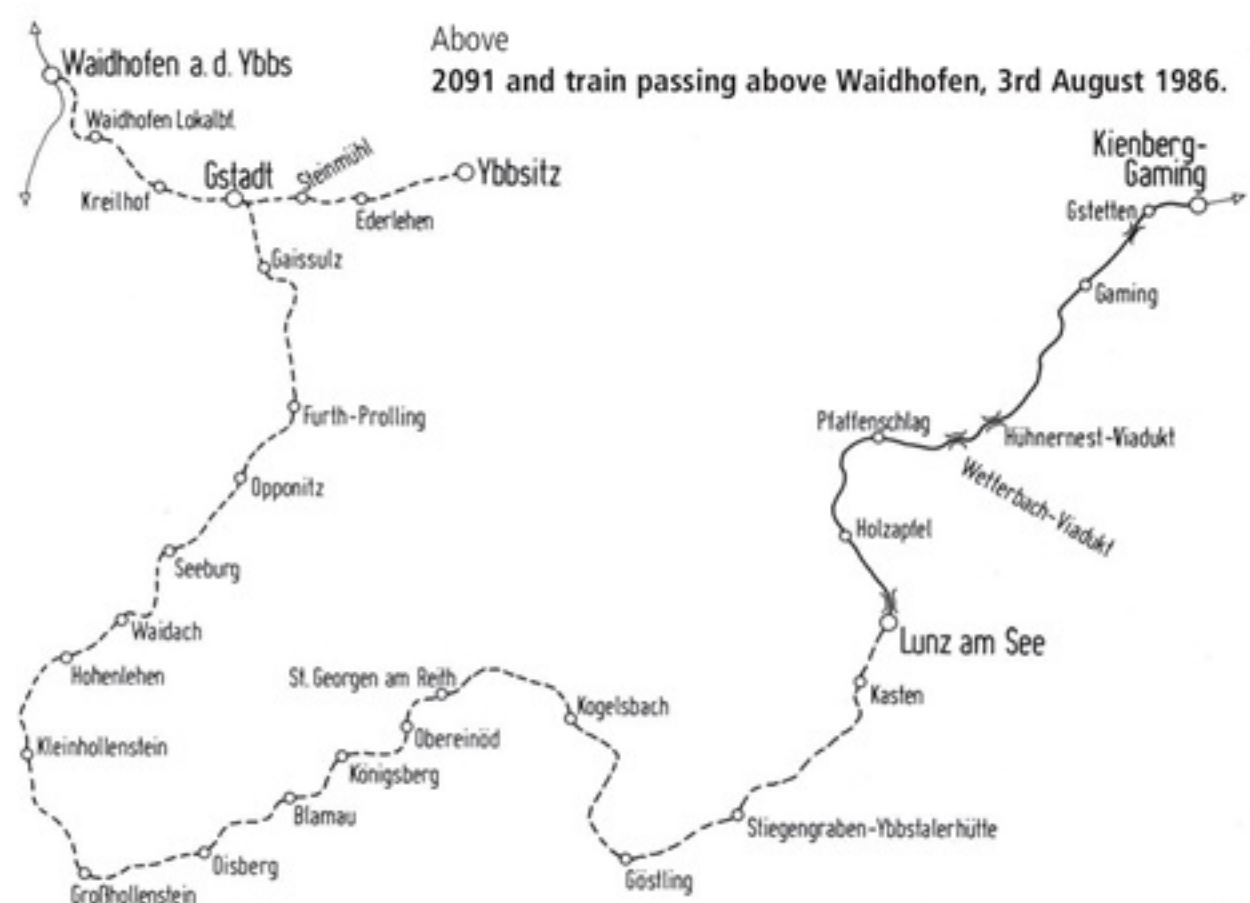 Above
2091 and train passing above Waidhofen, 3rd August 1986.
Waidhofen a. d. Ybbs
Waidhofen Lokalbf.
Kreilhof
Gstadt
Steinmühl
Ederlehen
Ybbsitz
Gaissulz
Furth-Prolling
Opponitz
Seeburg
Waidach
Hohenlehen
Kleinhollenstein
Großhollenstein
Oisberg
Blamau
Königsberg
Obereinöd
St. Georgen am Reith
Kogelsbach
Göstling
Stiegengraben-Ybbstalerhütte
Kasten
Lunz am See
Holzapfel
Pfaffenschlag
Wetterbach-Viadukt
Hühnernest-Viadukt
Gaming
Gstetten
Kienberg-
Gaming